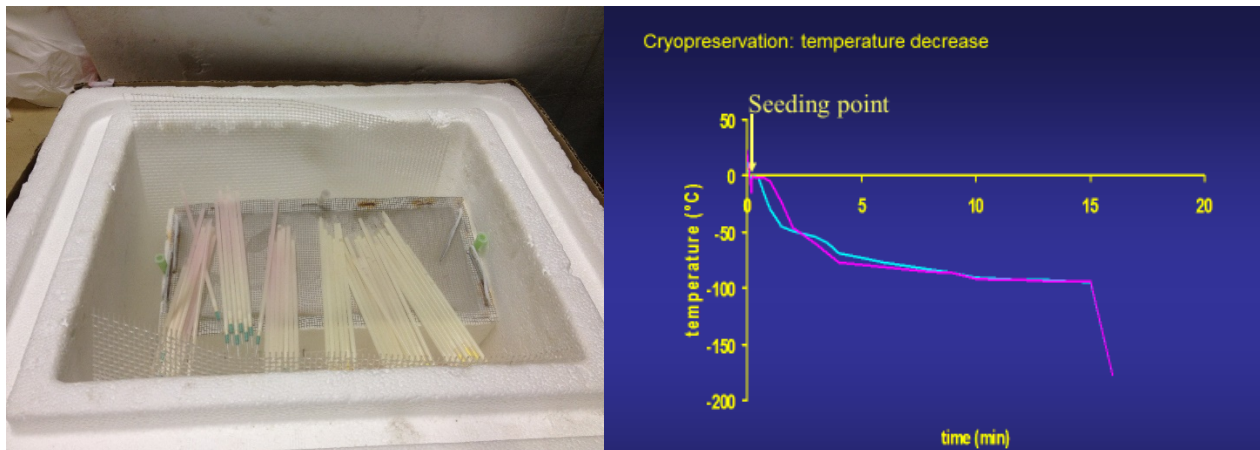 Cryopreservation: temperature decrease
Seeding point
50
0
-50
-100
-150
-200
0 5 10 15 20
temperature (ºC)
time (min)